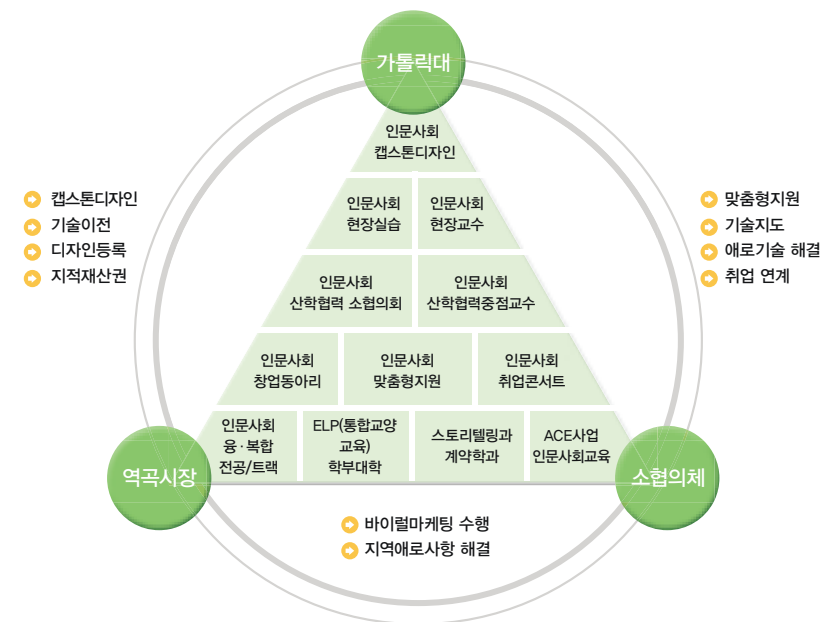 가톨릭대
인문사회
캡스톤디자인
인문사회
현장실습
인문사회
현장교수
인문사회
산학협력 소협의회
인문사회
산학협력중점교수
인문사회
창업동아리
인문사회
맞춤형지원
인문사회
취업콘서트
인문사회
융·복합
전공/트랙
ELP(통합교양
교육)
학부대학
스토리텔링과
계약학과
ACE사업
인문사회교육
캡스톤디자인
기술이전
디자인등록
지적재산권
맞춤형지원
기술지도
애로기술 해결
취업 연계
역곡시장
소협의체
바이럴마케팅 수행
지역애로사항 해결